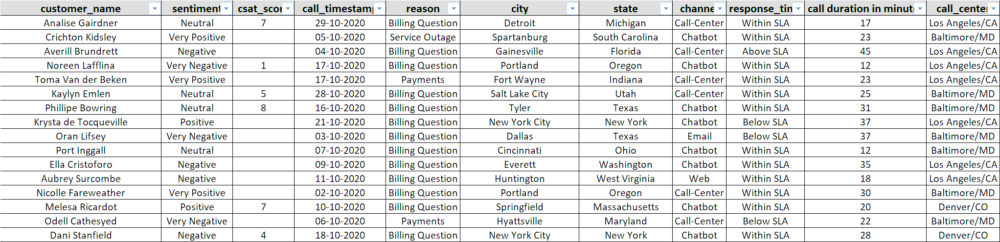 customer_name sentiment csat_scor call_timestam reason city state channe response_tin call duration in minut call_cente
Analise Gairdner Neutral 7 29-10-2020 Billing Question Detroit Michigan Call-Center Within SLA 17 Los Angeles/CA
Crichton Kidsley Very Positive 05-10-2020 Service Outage Spartanburg South Carolina Chatbot Within SLA 23 Baltimore/MD
Averill Brundrett Negative 04-10-2020 Billing Question Gainesville Florida Call-Center Above SLA 45 Los Angeles/CA
Noreen Lafflina Very Negative 1 17-10-2020 Billing Question Portland Oregon Chatbot Within SLA 12 Los Angeles/CA
Toma Van der Beken Very Positive 17-10-2020 Payments Fort Wayne Indiana Call-Center Within SLA 23 Los Angeles/CA
Kaylyn Emlen Neutral 5 28-10-2020 Billing Question Salt Lake City Utah Call-Center Within SLA 25 Baltimore/MD
Phillipe Bowring Neutral 8 16-10-2020 Billing Question Tyler Texas Chatbot Within SLA 31 Baltimore/MD
Krysta de Tocqueville Positive 21-10-2020 Billing Question New York City New York Chatbot Below SLA 37 Los Angeles/CA
Oran Lifsey Very Negative 03-10-2020 Billing Question Dallas Texas Email Below SLA 37 Baltimore/MD
Port Inggall Neutral 07-10-2020 Billing Question Cincinnati Ohio Chatbot Within SLA 12 Baltimore/MD
Ella Cristoforo Negative 09-10-2020 Billing Question Everett Washington Chatbot Within SLA 35 Los Angeles/CA
Aubrey Surcombe Negative 11-10-2020 Billing Question Huntington West Virginia Web Within SLA 18 Los Angeles/CA
Nicolle Fareweather Very Positive 02-10-2020 Billing Question Portland Oregon Call-Center Within SLA 30 Baltimore/MD
Melesa Ricardot Positive 7 10-10-2020 Billing Question Springfield Massachusetts Chatbot Within SLA 20 Denver/CO
Odell Cathesyed Very Negative 06-10-2020 Payments Hyattsville Maryland Call-Center Below SLA 22 Baltimore/MD
Dani Stanfield Negative 4 18-10-2020 Billing Question New York City New York Chatbot Within SLA 28 Denver/CO